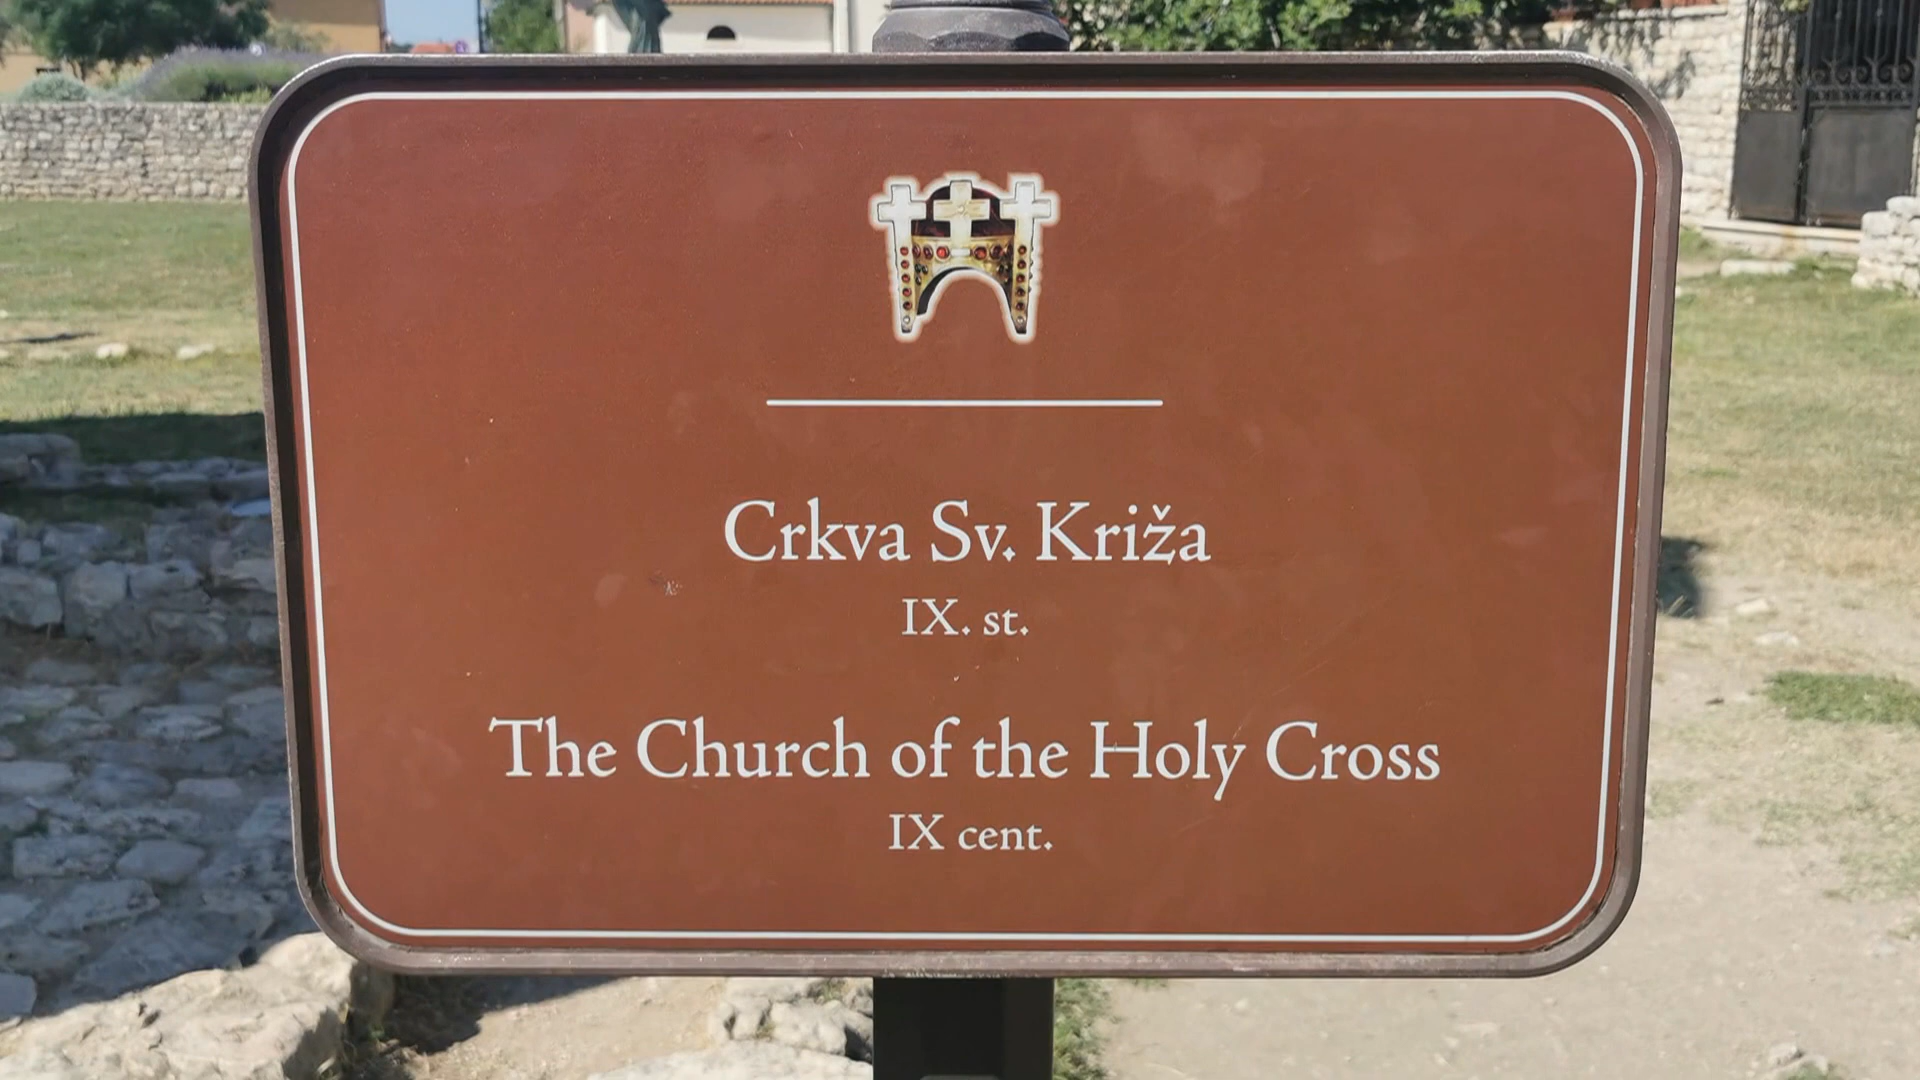 Crkva Sv. Križa
IX. st.
The Church of the Holy Cross
IX cent.